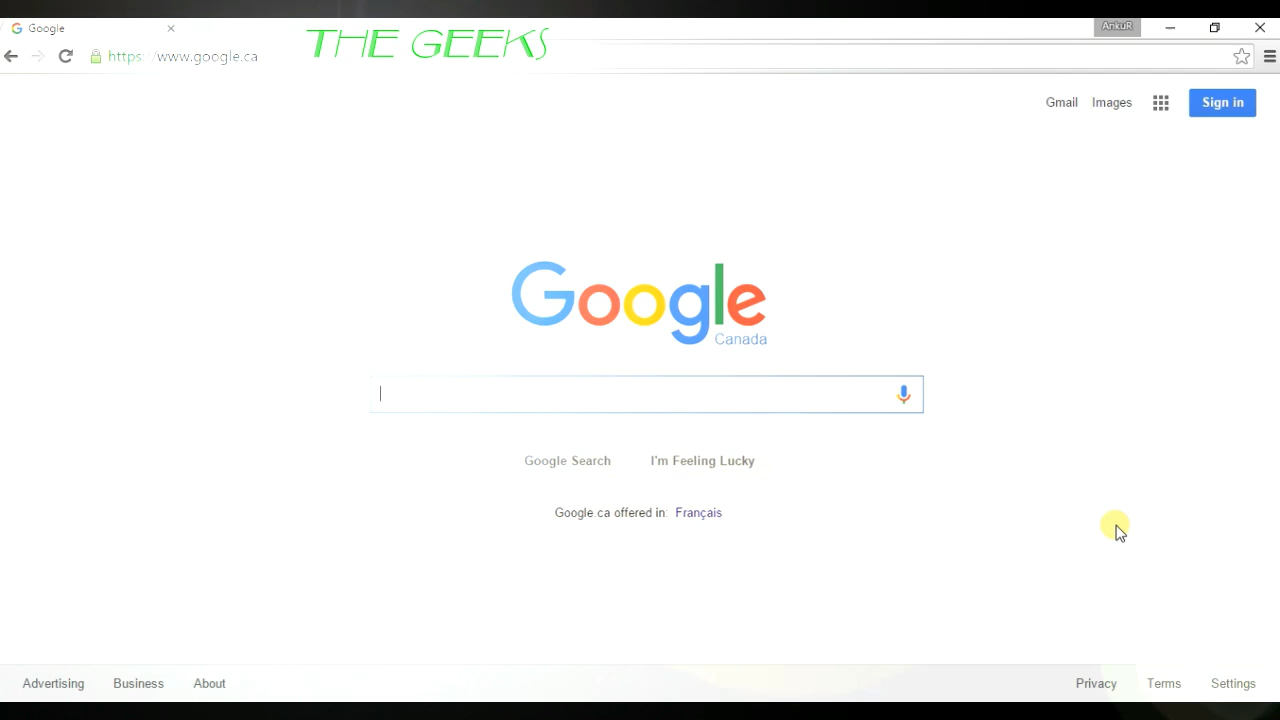 Google
AnkuR
https://www.google.ca
THE GEEKS
Gmail Images Sign in
Google
Canada
Google Search I'm Feeling Lucky
Google.ca offered in: Français
Advertising Business About Privacy Terms Settings